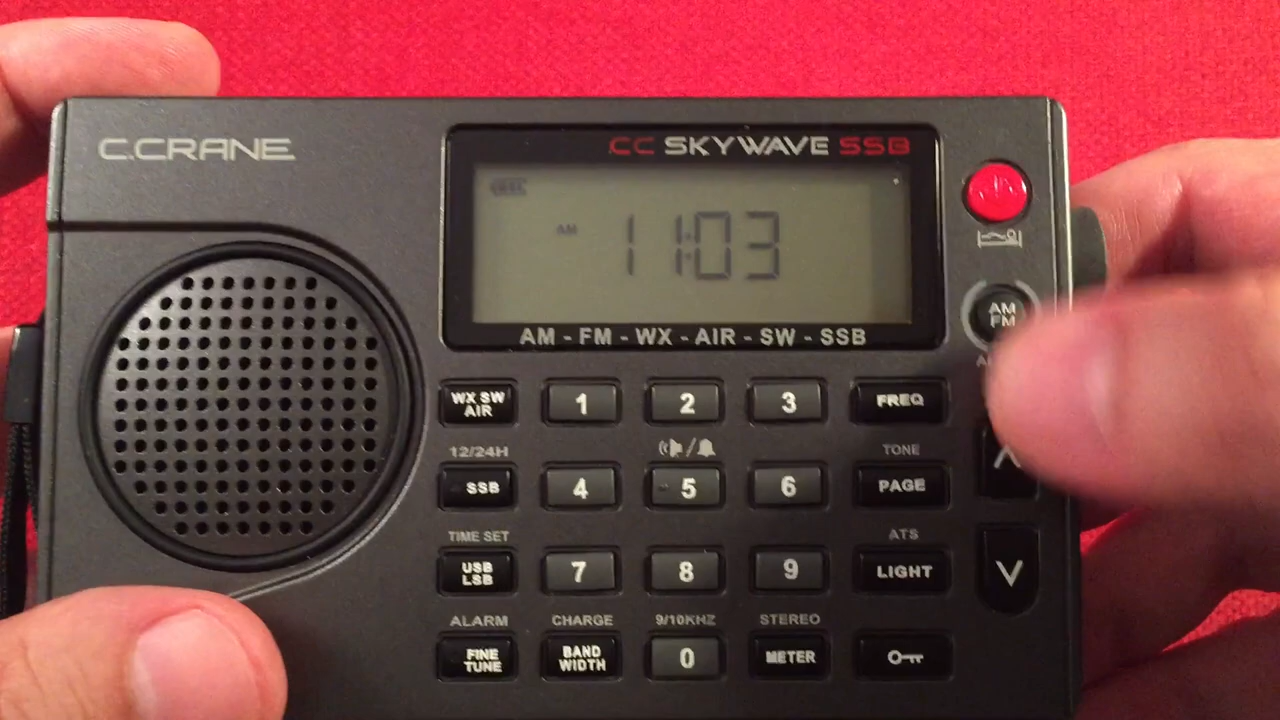 C.CRANE
CC SKYWAVE SSB
AM 11:03
AM - FM - WX - AIR - SW - SSB
AM
FM
WX SW
AIR
1
2
3
FREQ
12/24H
TONE
SSB
4
5
6
PAGE
TIME SET
ATS
USB
LSB
7
8
9
LIGHT
ALARM
CHARGE
9/10KHZ
STEREO
FINE
TUNE
BAND
WIDTH
0
METER